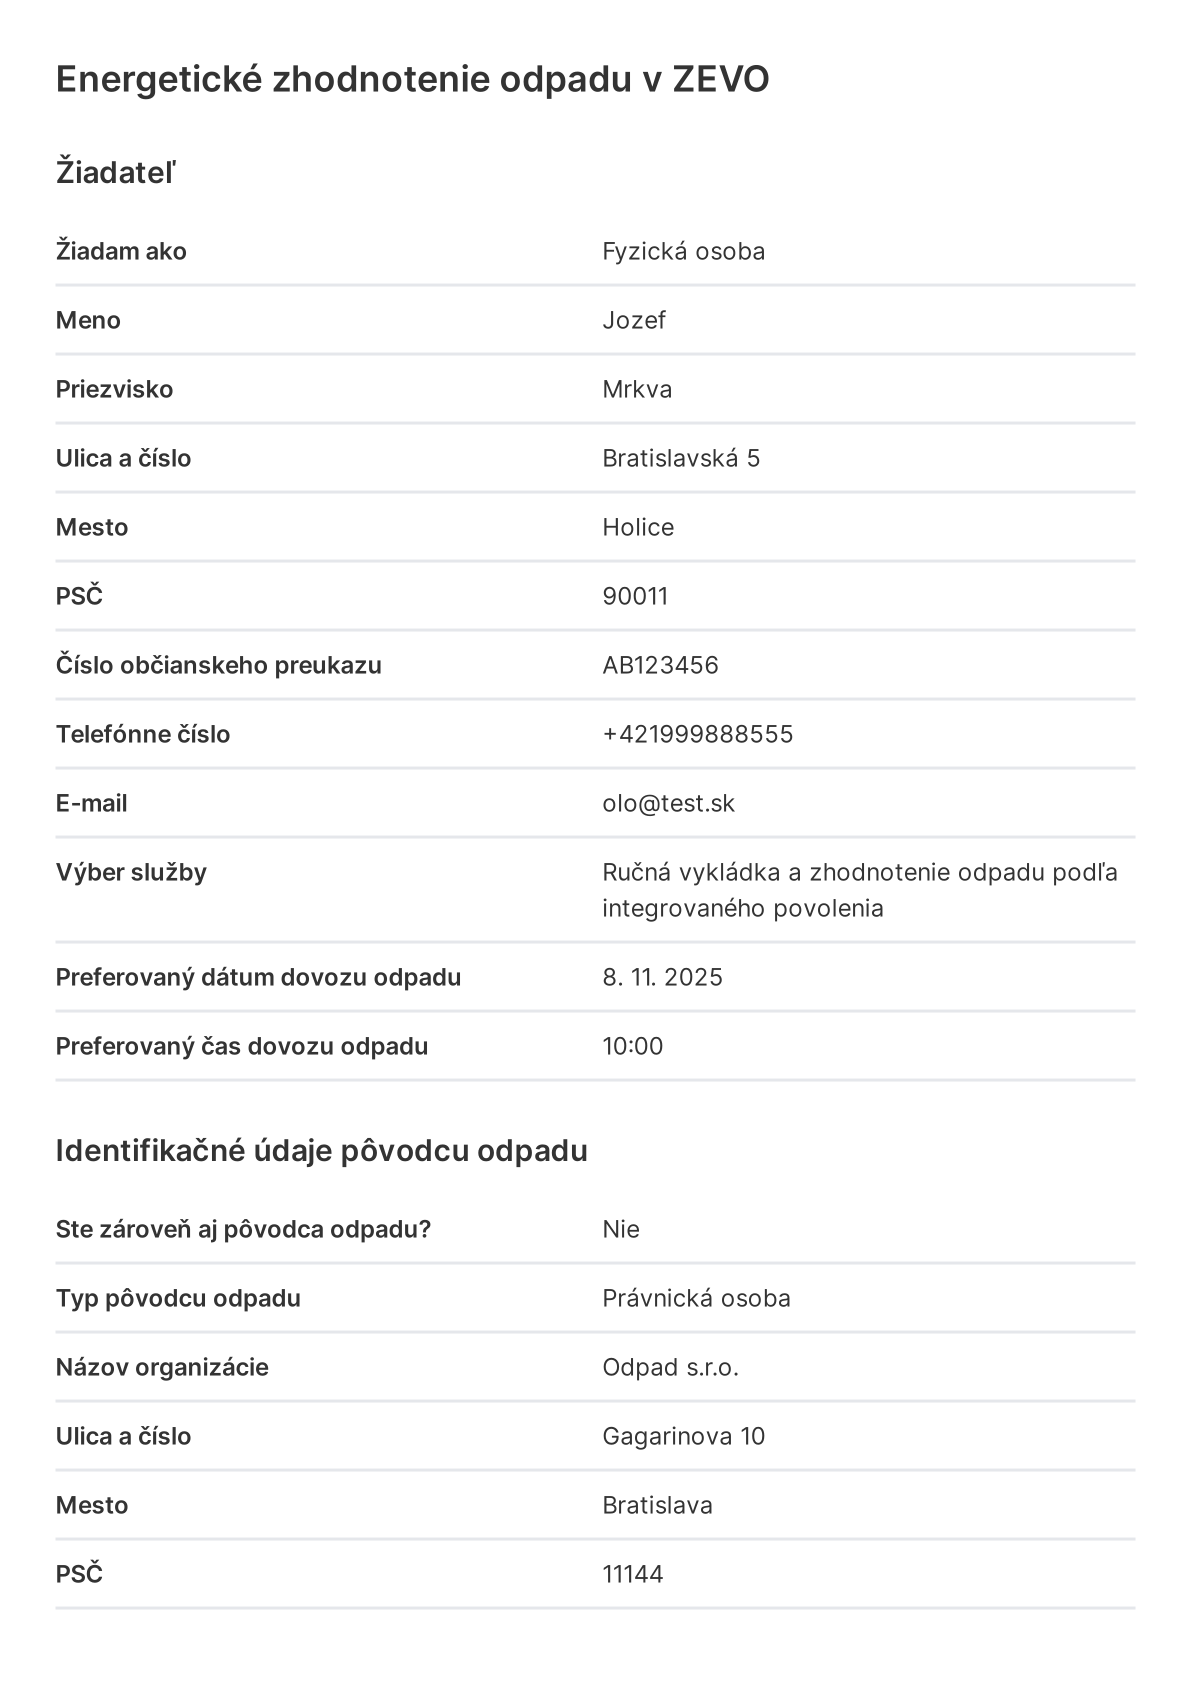 Energetické zhodnotenie odpadu v ZEVO
Žiadateľ
Žiadam ako Fyzická osoba
Meno Jozef
Priezvisko Mrkva
Ulica a číslo Bratislavská 5
Mesto Holice
PSČ 90011
Číslo občianskeho preukazu AB123456
Telefónne číslo +421999888555
E-mail olo@test.sk
Výber služby Ručná vykládka a zhodnotenie odpadu podľa
integrovaného povolenia
Preferovaný dátum dovozu odpadu 8. 11. 2025
Preferovaný čas dovozu odpadu 10:00
Identifikačné údaje pôvodcu odpadu
Ste zároveň aj pôvodca odpadu? Nie
Typ pôvodcu odpadu Právnická osoba
Názov organizácie Odpad s.r.o.
Ulica a číslo Gagarinova 10
Mesto Bratislava
PSČ 11144